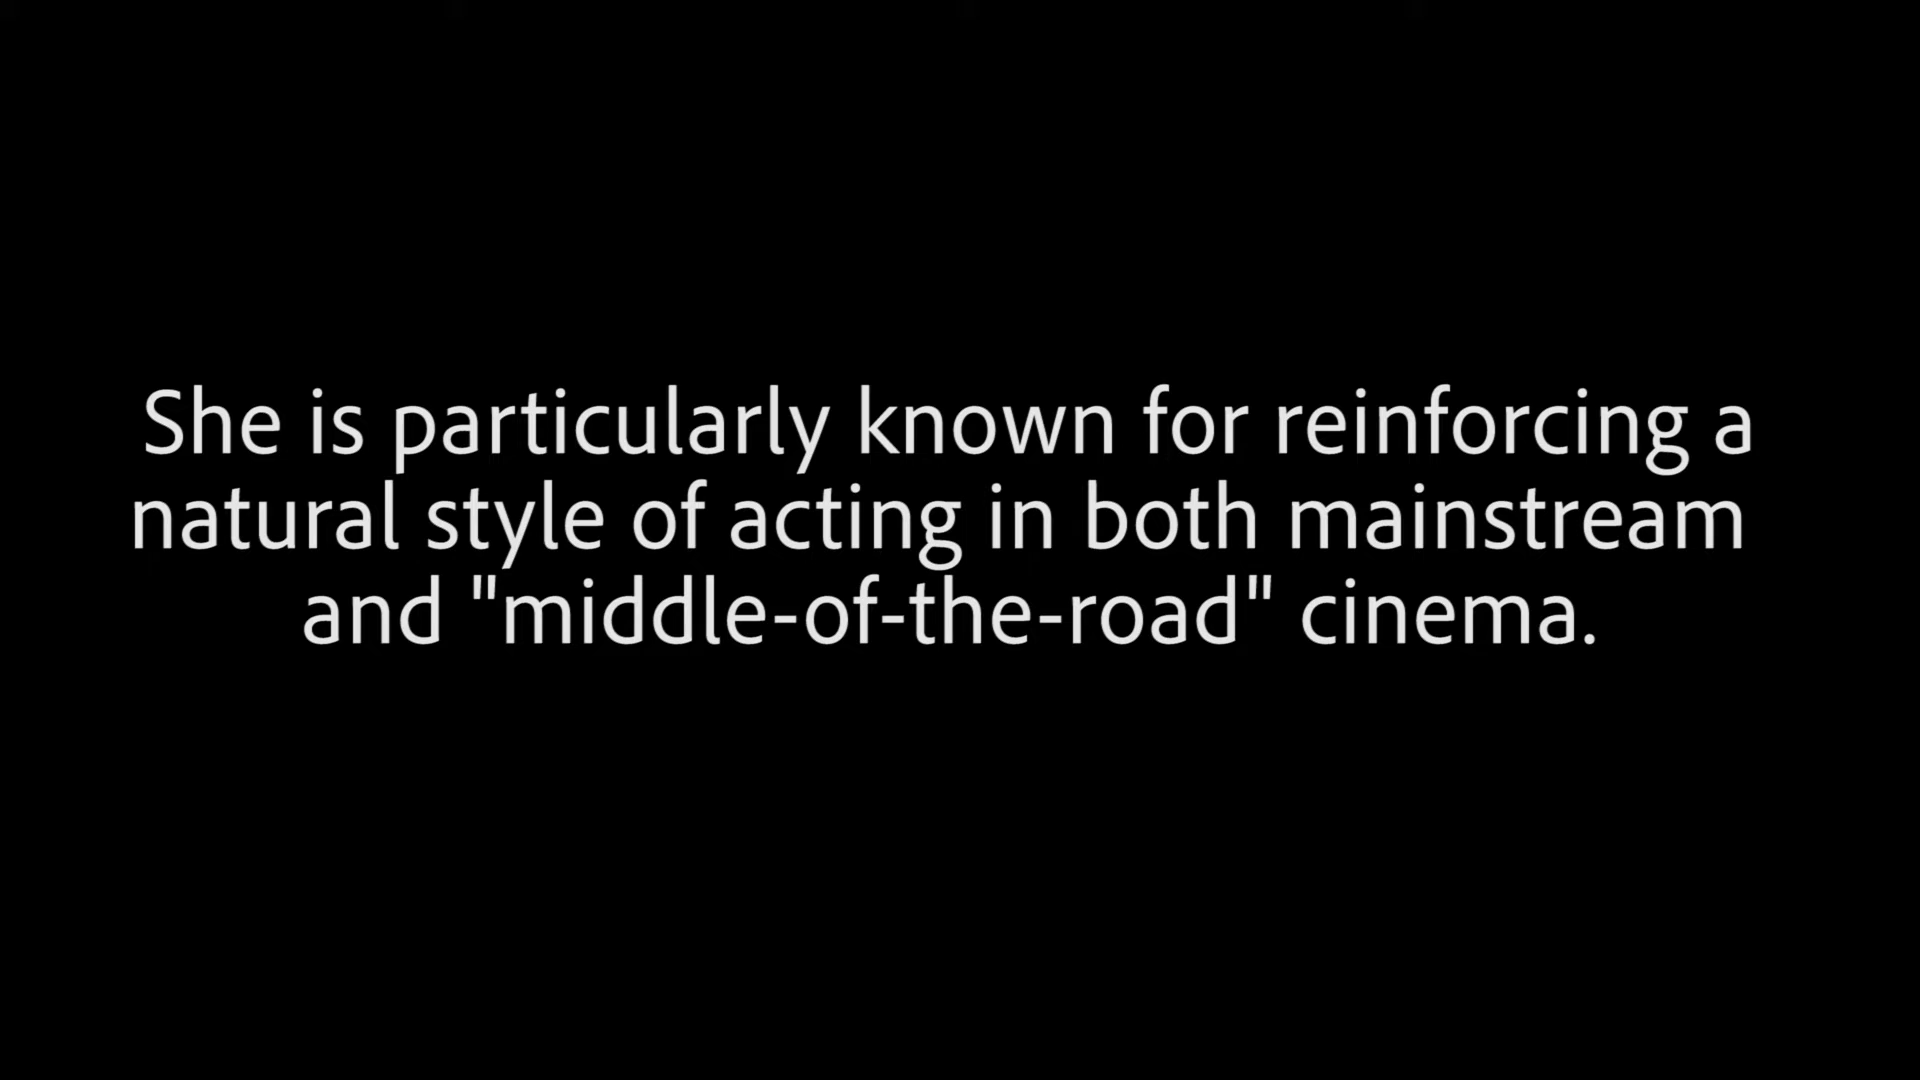 She is particularly known for reinforcing a
natural style of acting in both mainstream
and "middle-of-the-road" cinema.